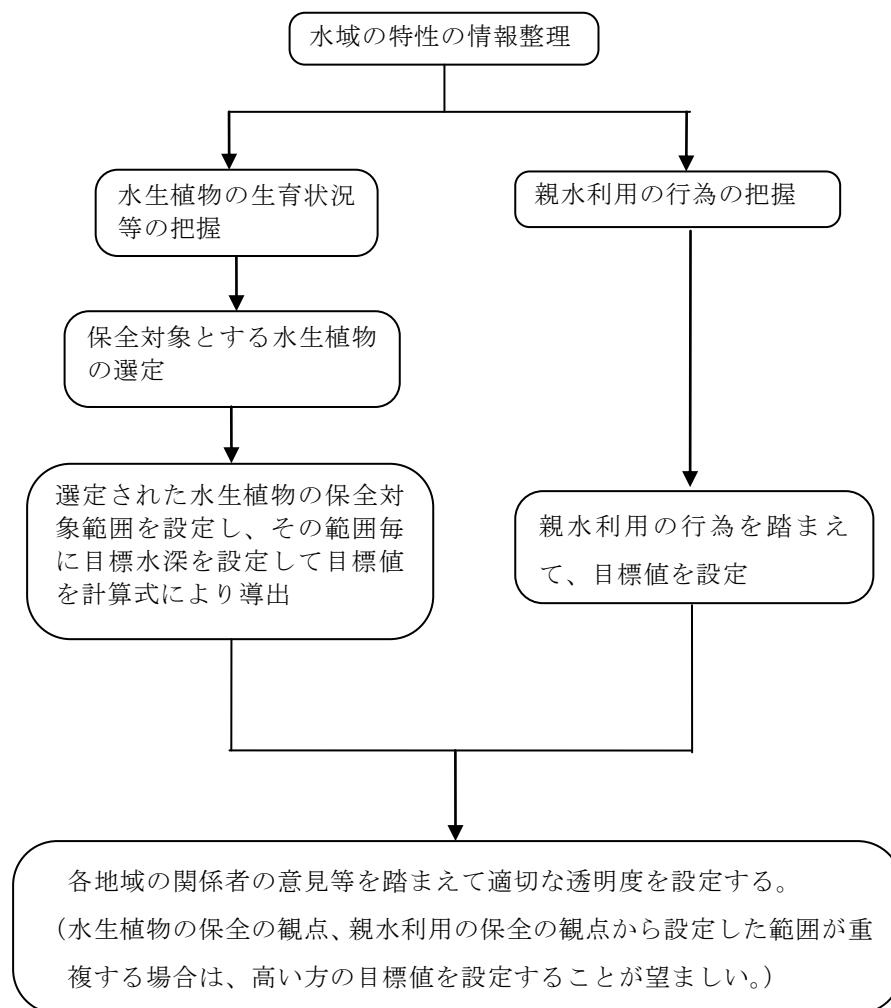 水域の特性の情報整理
水生植物の生育状況
等の把握
親水利用の行為の把握
保全対象とする水生植物
の選定
選定された水生植物の保全対
象範囲を設定し、その範囲毎
に目標水深を設定して目標値
を計算式により導出
親水利用の行為を踏まえ
て、目標値を設定
各地域の関係者の意見等を踏まえて適切な透明度を設定する。
(水生植物の保全の観点、親水利用の保全の観点から設定した範囲が重
複する場合は、高い方の目標値を設定することが望ましい。)